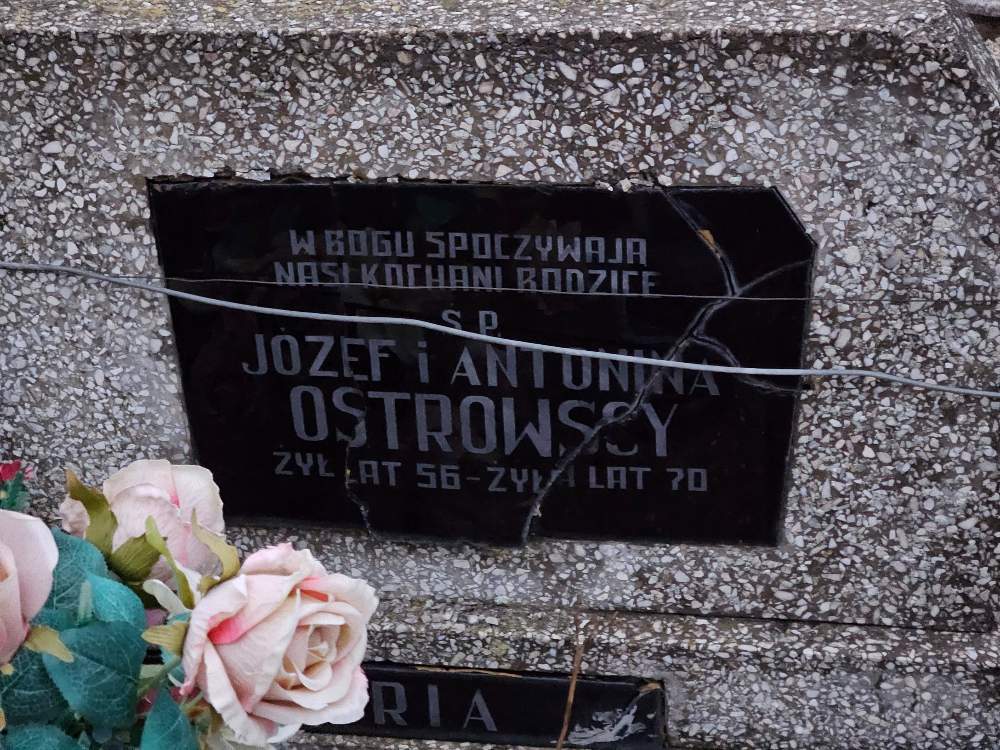 W BOGU SPOCZYWAJĄ
NASI KOCHANI RODZICE
Ś.P.
JÓZEF i ANTONINA
OSTROWSCY
ŻYŁ LAT 56 - ŻYŁA LAT 70
RIA